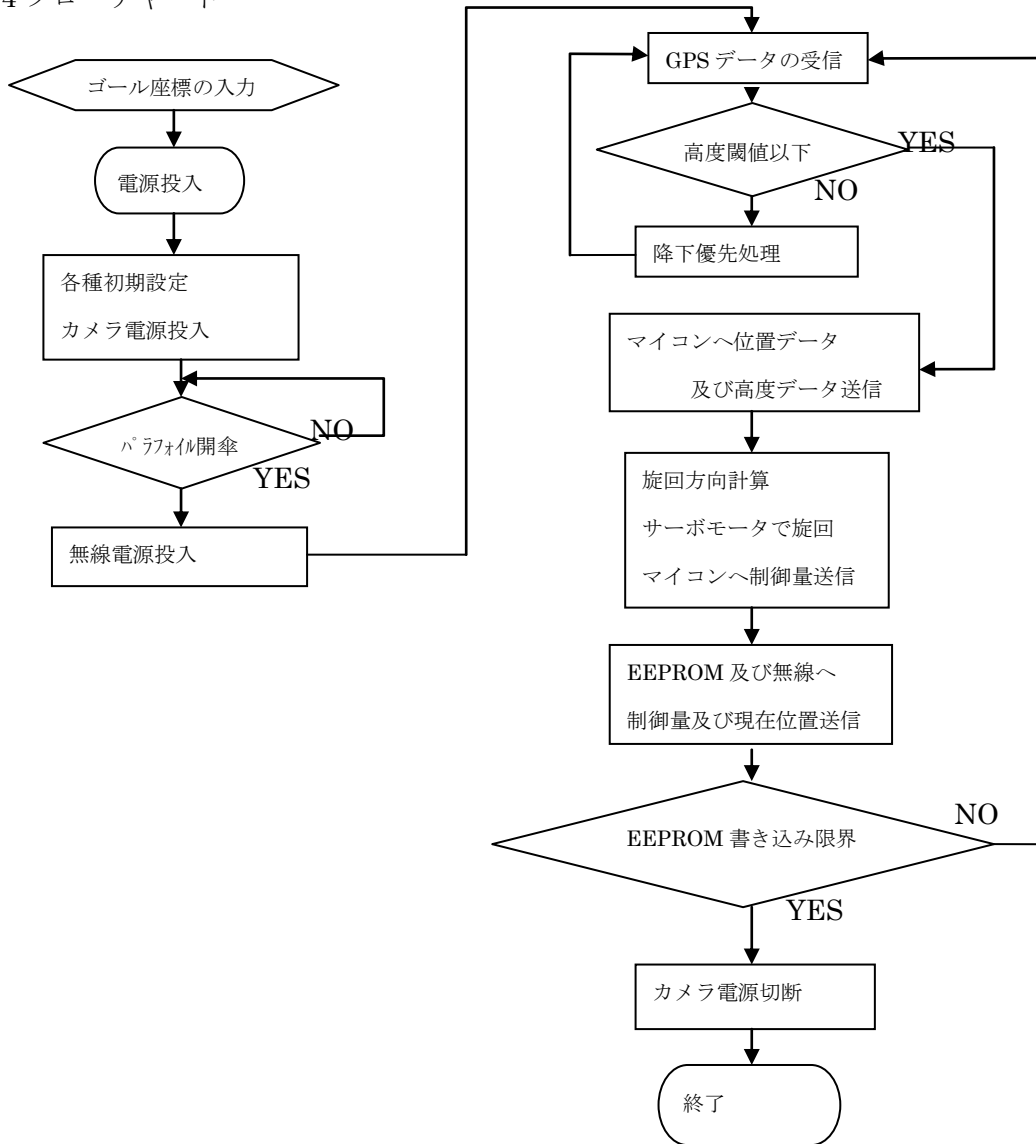 4 フローチャート
ゴール座標の入力
電源投入
各種初期設定
カメラ電源投入
パラフォイル開傘
NO
YES
無線電源投入
GPS データの受信
高度閾値以下
YES
NO
降下優先処理
マイコンへ位置データ
及び高度データ送信
旋回方向計算
サーボモータで旋回
マイコンへ制御量送信
EEPROM 及び無線へ
制御量及び現在位置送信
EEPROM 書き込み限界
NO
YES
カメラ電源切断
終了